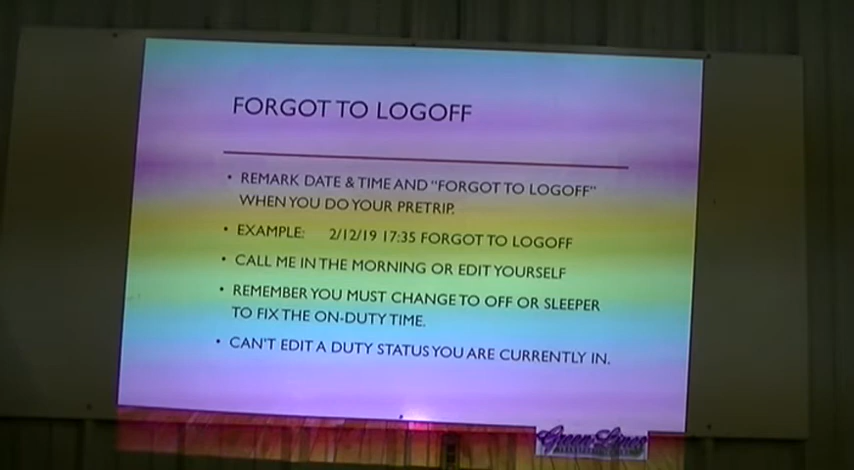 FORGOT TO LOGOFF
• REMARK DATE & TIME AND "FORGOT TO LOGOFF"
WHEN YOU DO YOUR PRETRIP.
• EXAMPLE: 2/12/19 17:35 FORGOT TO LOGOFF
• CALL ME IN THE MORNING OR EDIT YOURSELF
• REMEMBER YOU MUST CHANGE TO OFF OR SLEEPER
TO FIX THE ON-DUTY TIME.
• CAN'T EDIT A DUTY STATUS YOU ARE CURRENTLY IN.
Green Lines